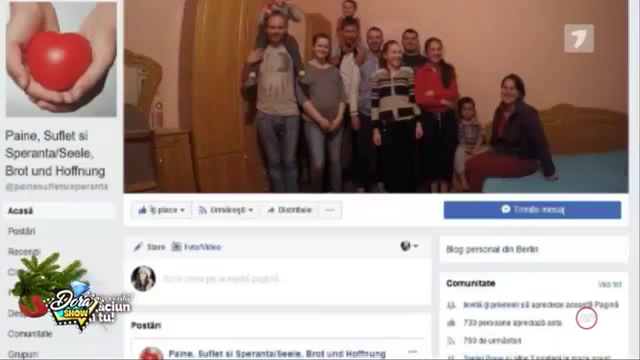 Paine, Suflet si
Speranta/Seele,
Brot und Hoffnung
@painesufletsisperanta
Acasă
Postări
Recenzii
Comunitate
Grupuri
Îți place
Urmărești
Distribuie
Trimite mesaj
Stare
Foto/Video
Scrie ceva pe această pagină
Postări
Paine, Suflet si Speranta/Seele, Brot und Hoffnung
Blog personal din Berlin
Comunitate
Vezi tot
Invită-ți prietenii să aprecieze această Pagină
730 persoane apreciază asta
793 de urmăritori
Dora
SHOW
7
AP